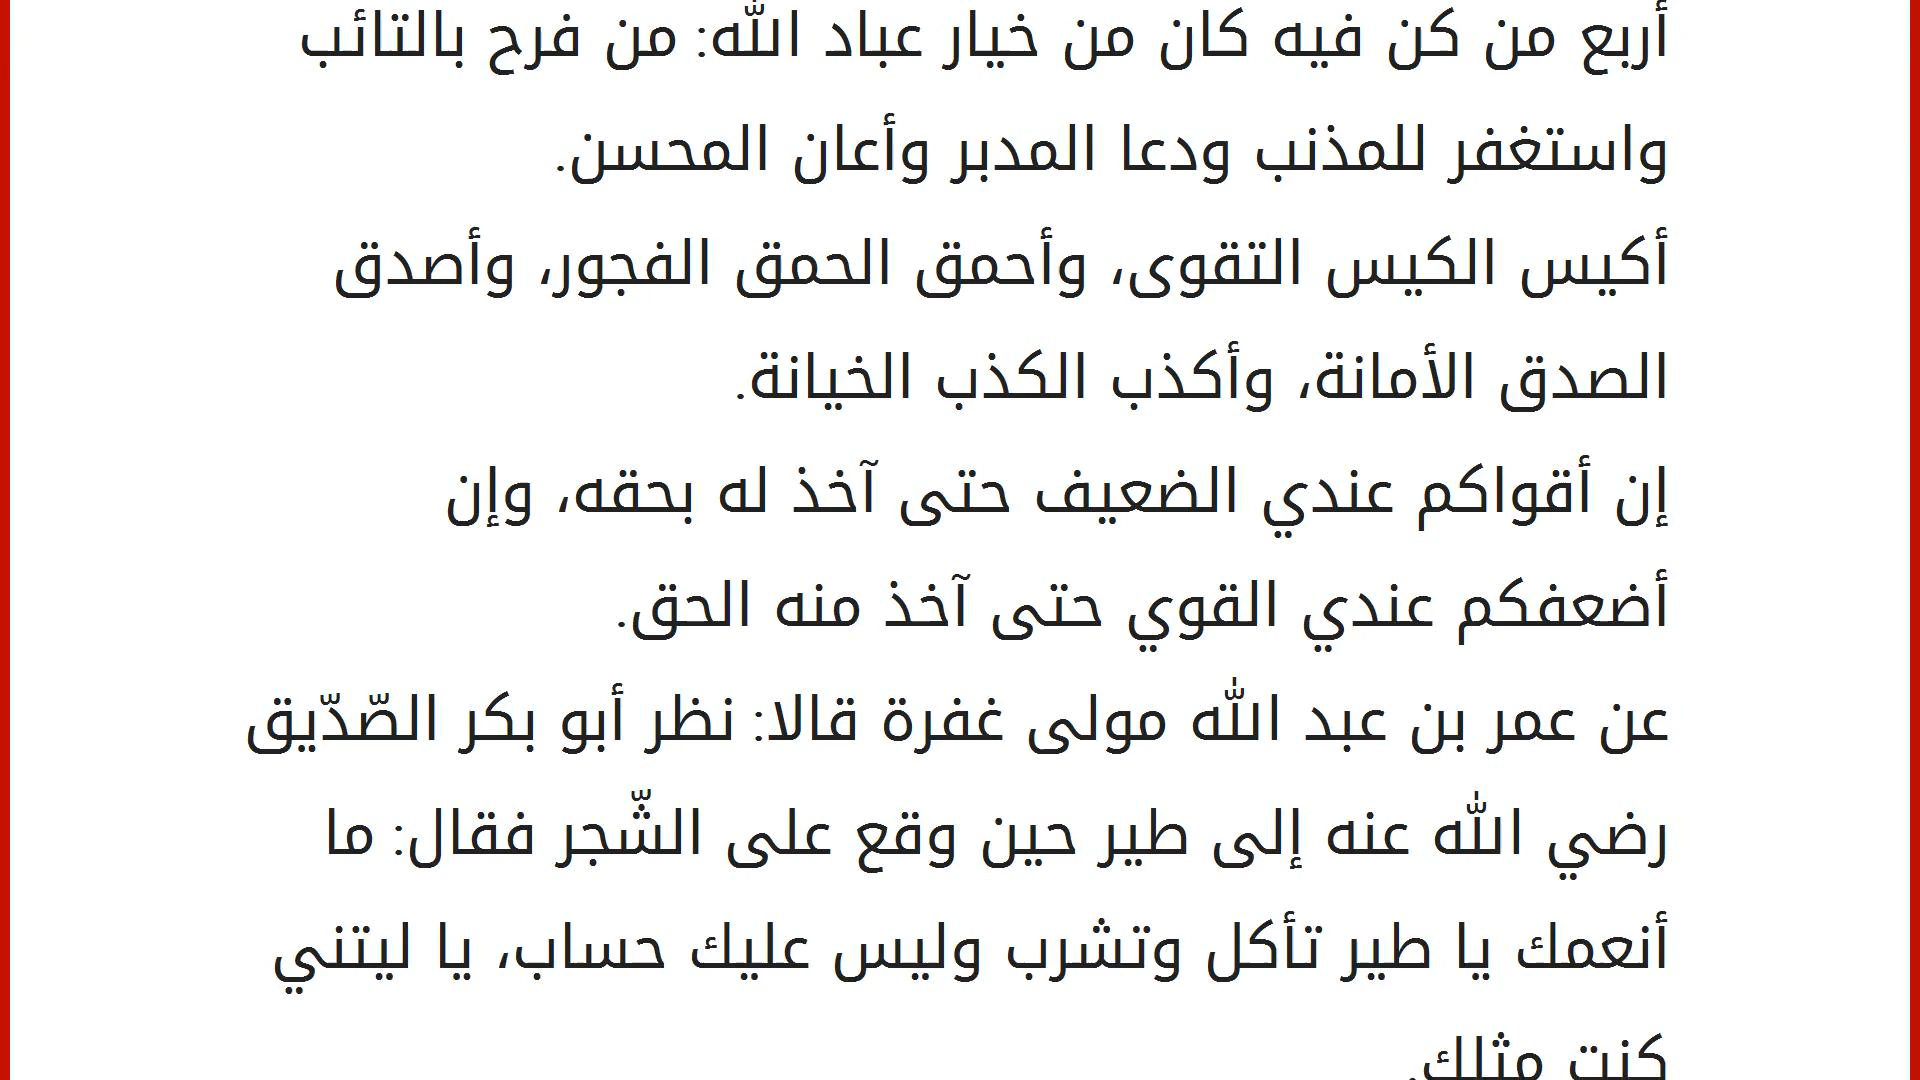 أربع من كن فيه كان من خيار عباد الله: من فرح بالتائب
واستغفر للمذنب ودعا المدبر وأعان المحسن.
أكيس الكيس التقوى، وأحمق الحمق الفجور، وأصدق
الصدق الأمانة، وأكذب الكذب الخيانة.
إن أقواكم عندي الضعيف حتى آخذ له بحقه، وإن
أضعفكم عندي القوي حتى آخذ منه الحق.
عن عمر بن عبد الله مولى غفرة قالا: نظر أبو بكر الصّدّيق
رضي الله عنه إلى طير حين وقع على الشّجر فقال: ما
أنعمك يا طير تأكل وتشرب وليس عليك حساب، يا ليتني
كنت مثلك.